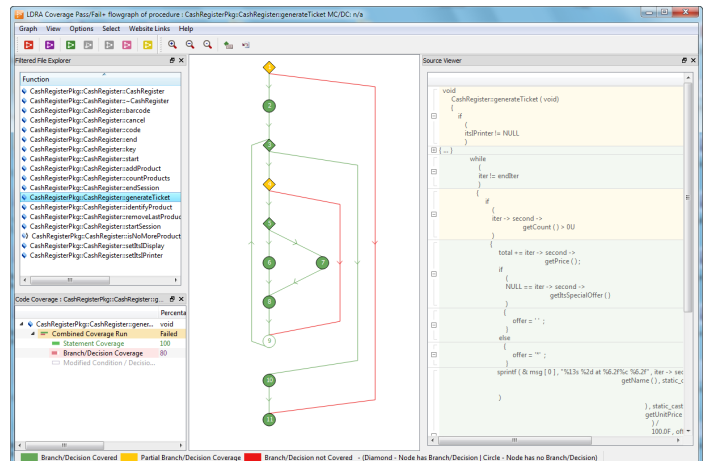 LDRA Coverage Pass/Fail+ flowgraph of procedure : CashRegisterPkg::CashRegister::generateTicket MC/DC: n/a
Graph View Options Select Website Links Help
Filtered File Explorer
Function
CashRegisterPkg::CashRegister::CashRegister
CashRegisterPkg::CashRegister::~CashRegister
CashRegisterPkg::CashRegister::barcode
CashRegisterPkg::CashRegister::cancel
CashRegisterPkg::CashRegister::code
CashRegisterPkg::CashRegister::end
CashRegisterPkg::CashRegister::key
CashRegisterPkg::CashRegister::start
CashRegisterPkg::CashRegister::addProduct
CashRegisterPkg::CashRegister::countProducts
CashRegisterPkg::CashRegister::endSession
CashRegisterPkg::CashRegister::generateTicket
CashRegisterPkg::CashRegister::identifyProduct
CashRegisterPkg::CashRegister::removeLastProduc
CashRegisterPkg::CashRegister::startSession
CashRegisterPkg::CashRegister::isNoMoreProduct
CashRegisterPkg::CashRegister::setItsIDisplay
CashRegisterPkg::CashRegister::setItsIPrinter
Code Coverage : CashRegisterPkg::CashRegister::g...
Percenta
CashRegisterPkg::CashRegister::gener... void
Combined Coverage Run Failed
Statement Coverage 100
Branch/Decision Coverage 80
Modified Condition / Decisio...
2
3
5
6
7
8
9
10
11
Source Viewer
void
CashRegister::generateTicket ( void)
{
if
(
itsIPrinter != NULL
)
{ ... }
while
(
iter != endIter
)
{
if
(
iter -> second ->
getCount ( ) > 0U
)
{
total += iter -> second ->
getPrice ( ) ;
if
(
NULL == iter -> second ->
getItsSpecialOffer ( )
)
{
offer = ' ' ;
}
else
{
offer = '*' ;
}
sprintf ( & msg [ 0 ] , "%13s %2d at %6.2f%c %6.2f" , iter -> sec
getName ( ) , static_c
)
) , static_cast
getUnitPrice
) /
100.0F , off
Branch/Decision Covered Partial Branch/Decision Coverage Branch/Decision not Covered - (Diamond - Node has Branch/Decision | Circle - Node has no Branch/Decision)